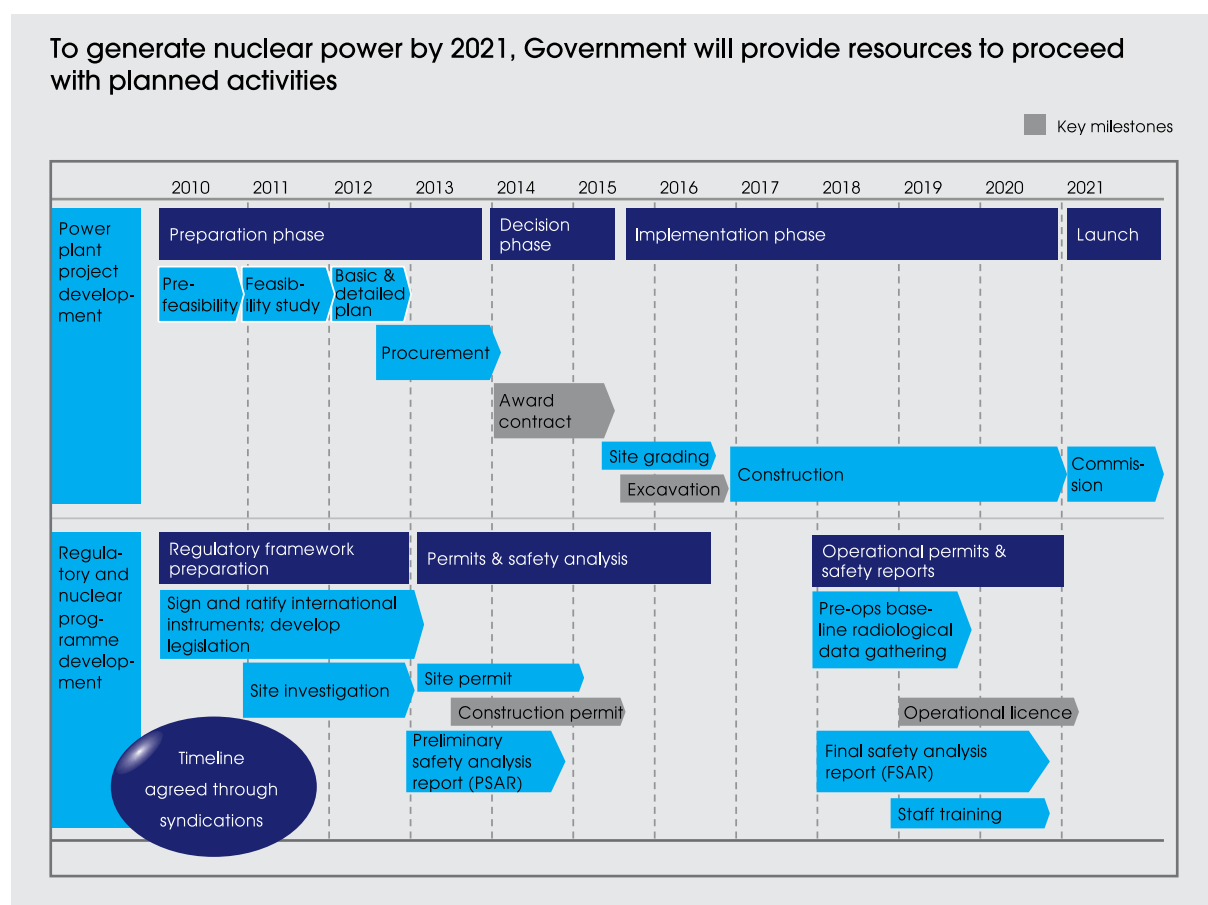 To generate nuclear power by 2021, Government will provide resources to proceed
with planned activities
Key milestones
2010 2011 2012 2013 2014 2015 2016 2017 2018 2019 2020 2021
Power
plant
project
develop-
ment
Preparation phase
Decision
phase
Implementation phase
Launch
Pre-
feasibility
Feasib-
ility study
Basic &
detailed
plan
Procurement
Award
contract
Site grading
Excavation
Construction
Commis-
sion
Regula-
tory and
nuclear
prog-
ramme
develop-
ment
Regulatory framework
preparation
Permits & safety analysis
Operational permits &
safety reports
Sign and ratify international
instruments; develop
legislation
Pre-ops base-
line radiological
data gathering
Site investigation
Site permit
Construction permit
Operational licence
Preliminary
safety analysis
report (PSAR)
Final safety analysis
report (FSAR)
Staff training
Timeline
agreed through
syndications